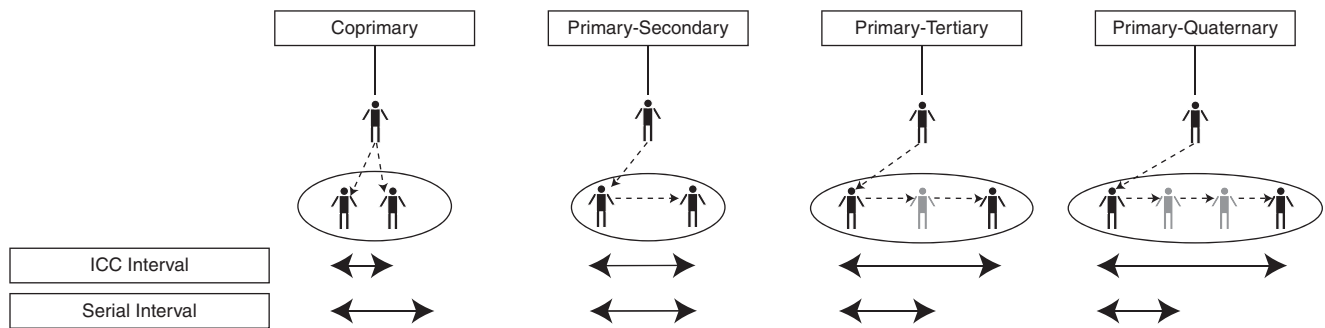 Coprimary
Primary-Secondary
Primary-Tertiary
Primary-Quaternary
ICC Interval
Serial Interval